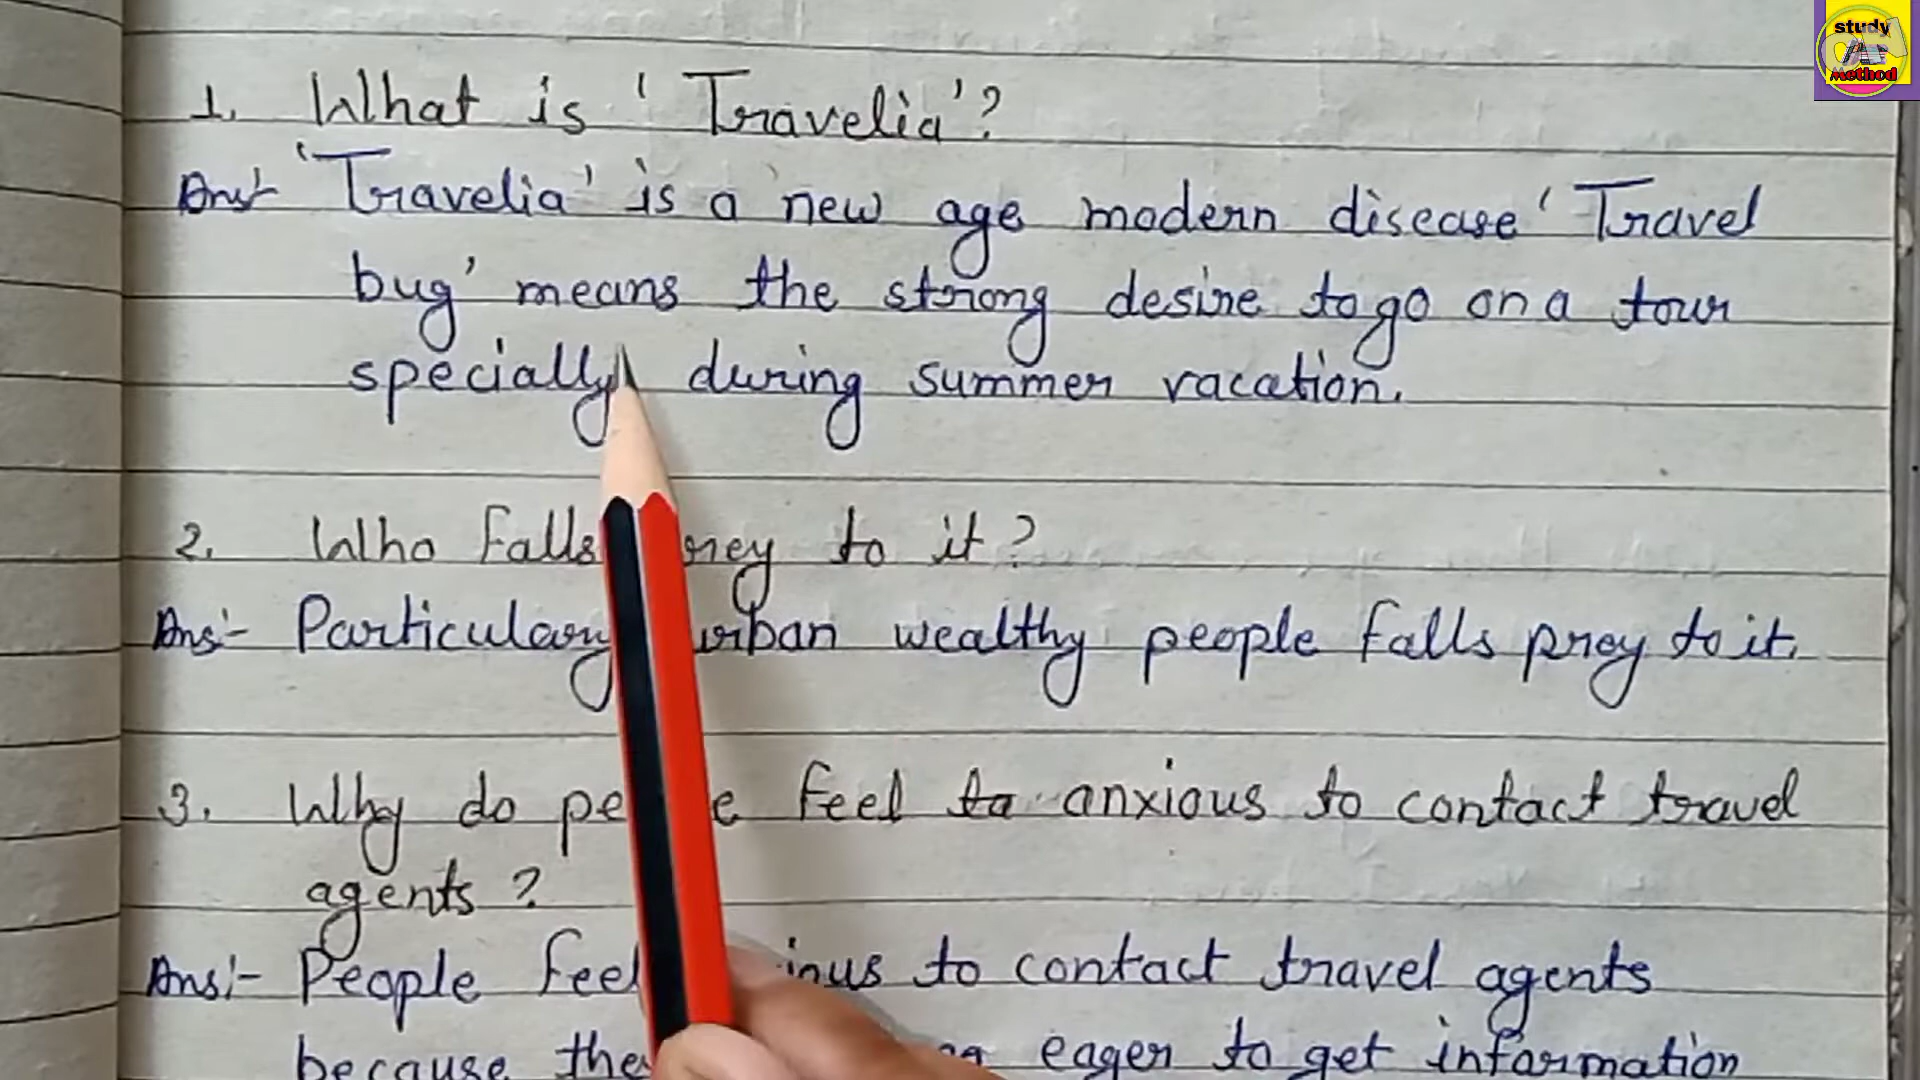 study
Method
1. What is 'Travelia'?
Ans:- 'Travelia' is a new age modern disease 'Travel
bug' means the strong desire to go on a tour
specially during summer vacation.
2. Who falls to it?
Ans:- Particulary urban wealthy people falls prey to it.
3. Why do feel to anxious to contact travel
agents?
Ans:- People feel to contact travel agents
because eager to get information